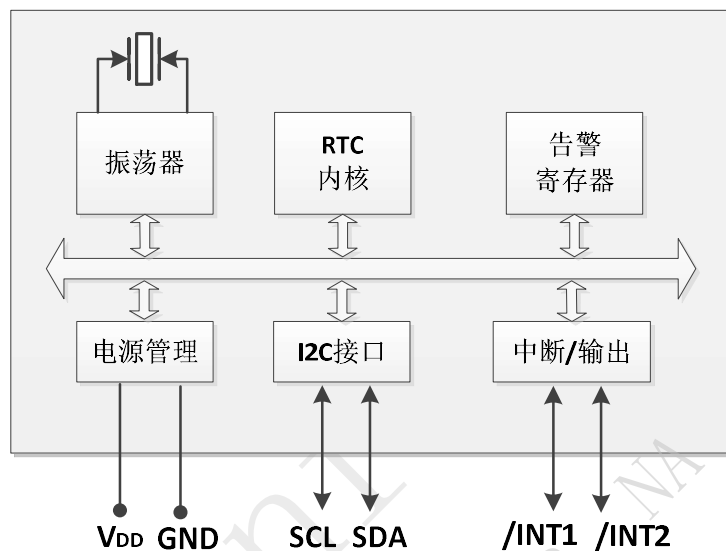 振荡器
RTC
内核
告警
寄存器
电源管理
I2C接口
中断/输出
VDD GND SCL SDA /INT1 /INT2
NA